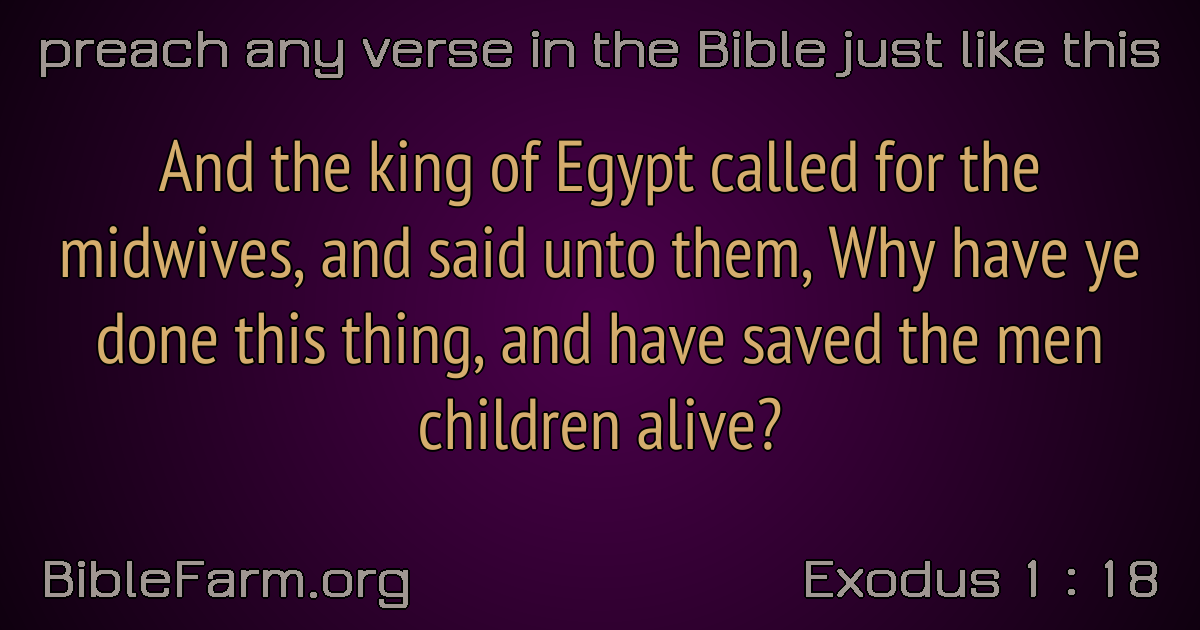 preach any verse in the Bible just like this
And the king of Egypt called for the
midwives, and said unto them, Why have ye
done this thing, and have saved the men
children alive?
BibleFarm.org
Exodus 1 : 18